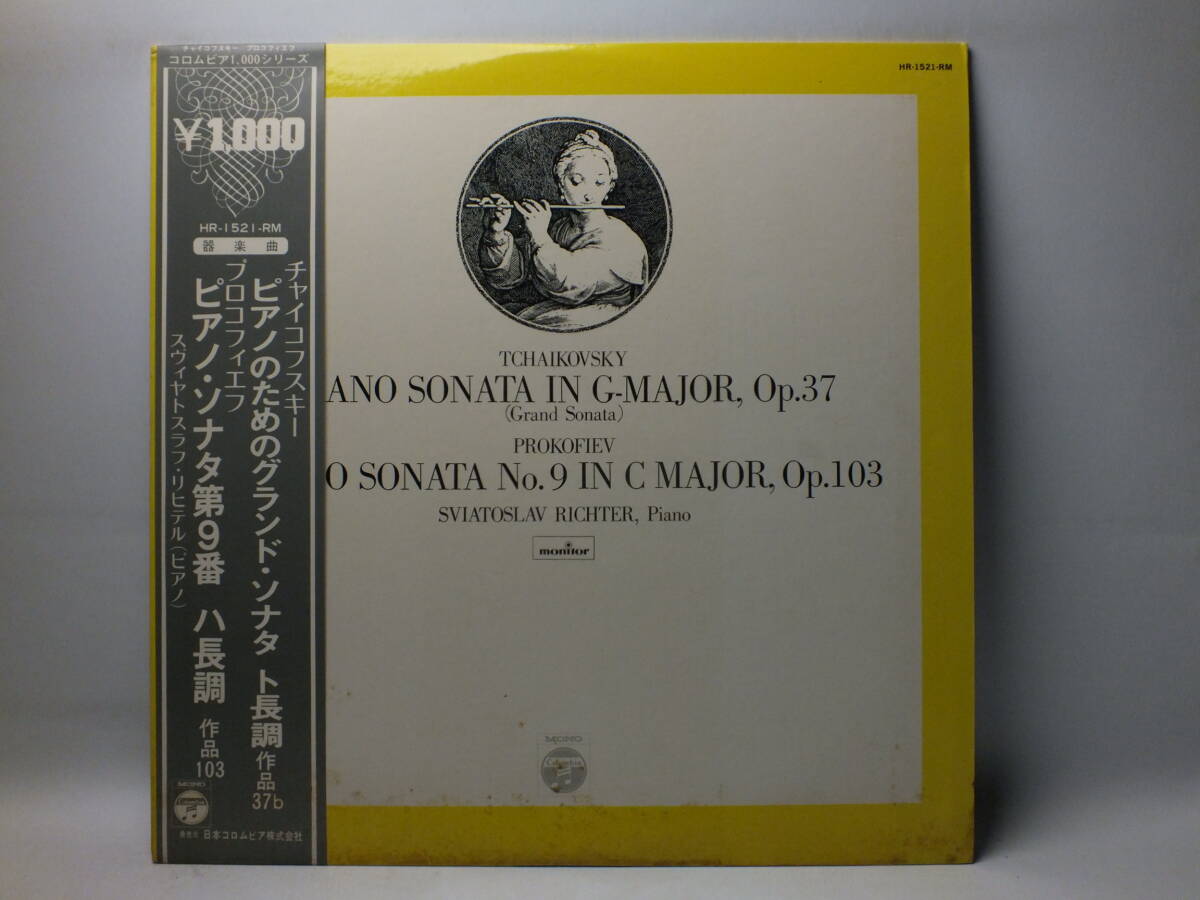 チャイコフスキー プロコフィエフ
コロムビア1,000シリーズ
¥1,000
HR-1521-RM
器楽曲
チャイコフスキー
ピアノのためのグランド・ソナタ ト長調 作品37b
プロコフィエフ
ピアノ・ソナタ第9番 ハ長調 作品103
スヴィヤトスラフ・リヒテル(ピアノ)
MONO
Columbia
発売元 日本コロムビア株式会社
HR-1521-RM
TCHAIKOVSKY
ANO SONATA IN G-MAJOR, Op.37
(Grand Sonata)
PROKOFIEV
O SONATA No.9 IN C MAJOR, Op.103
SVIATOSLAV RICHTER, Piano
monitor
MONO
Columbia